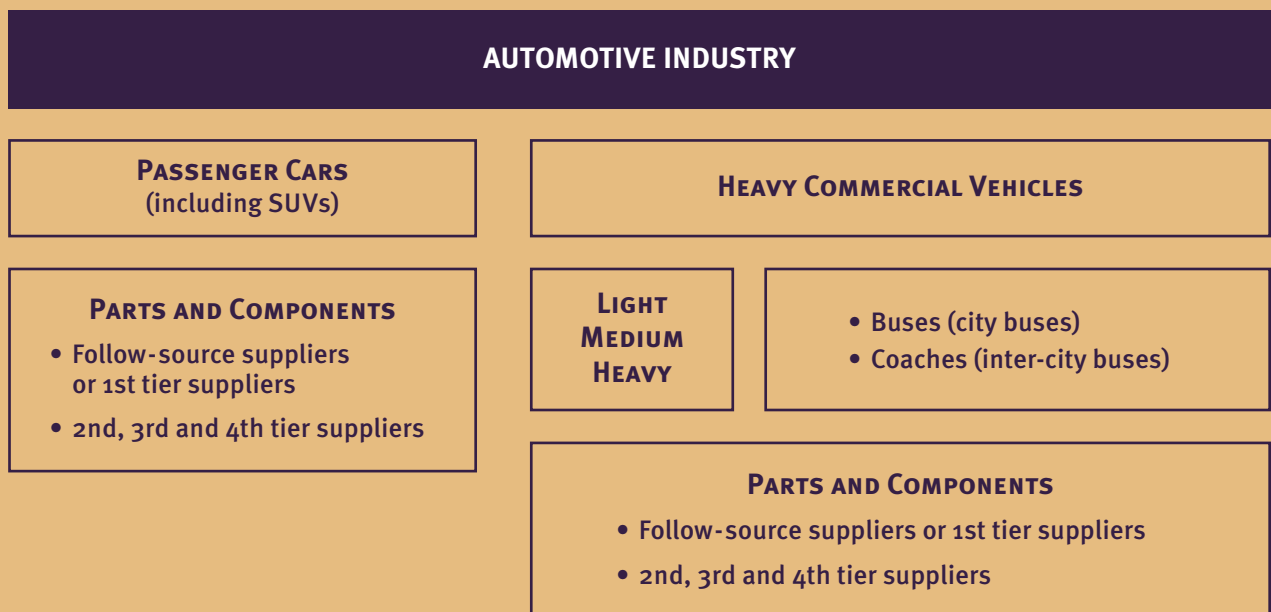 AUTOMOTIVE INDUSTRY
PASSENGER CARS
(including SUVs)
HEAVY COMMERCIAL VEHICLES
PARTS AND COMPONENTS
• Follow-source suppliers
or 1st tier suppliers
• 2nd, 3rd and 4th tier suppliers
LIGHT
MEDIUM
HEAVY
• Buses (city buses)
• Coaches (inter-city buses)
PARTS AND COMPONENTS
• Follow-source suppliers or 1st tier suppliers
• 2nd, 3rd and 4th tier suppliers